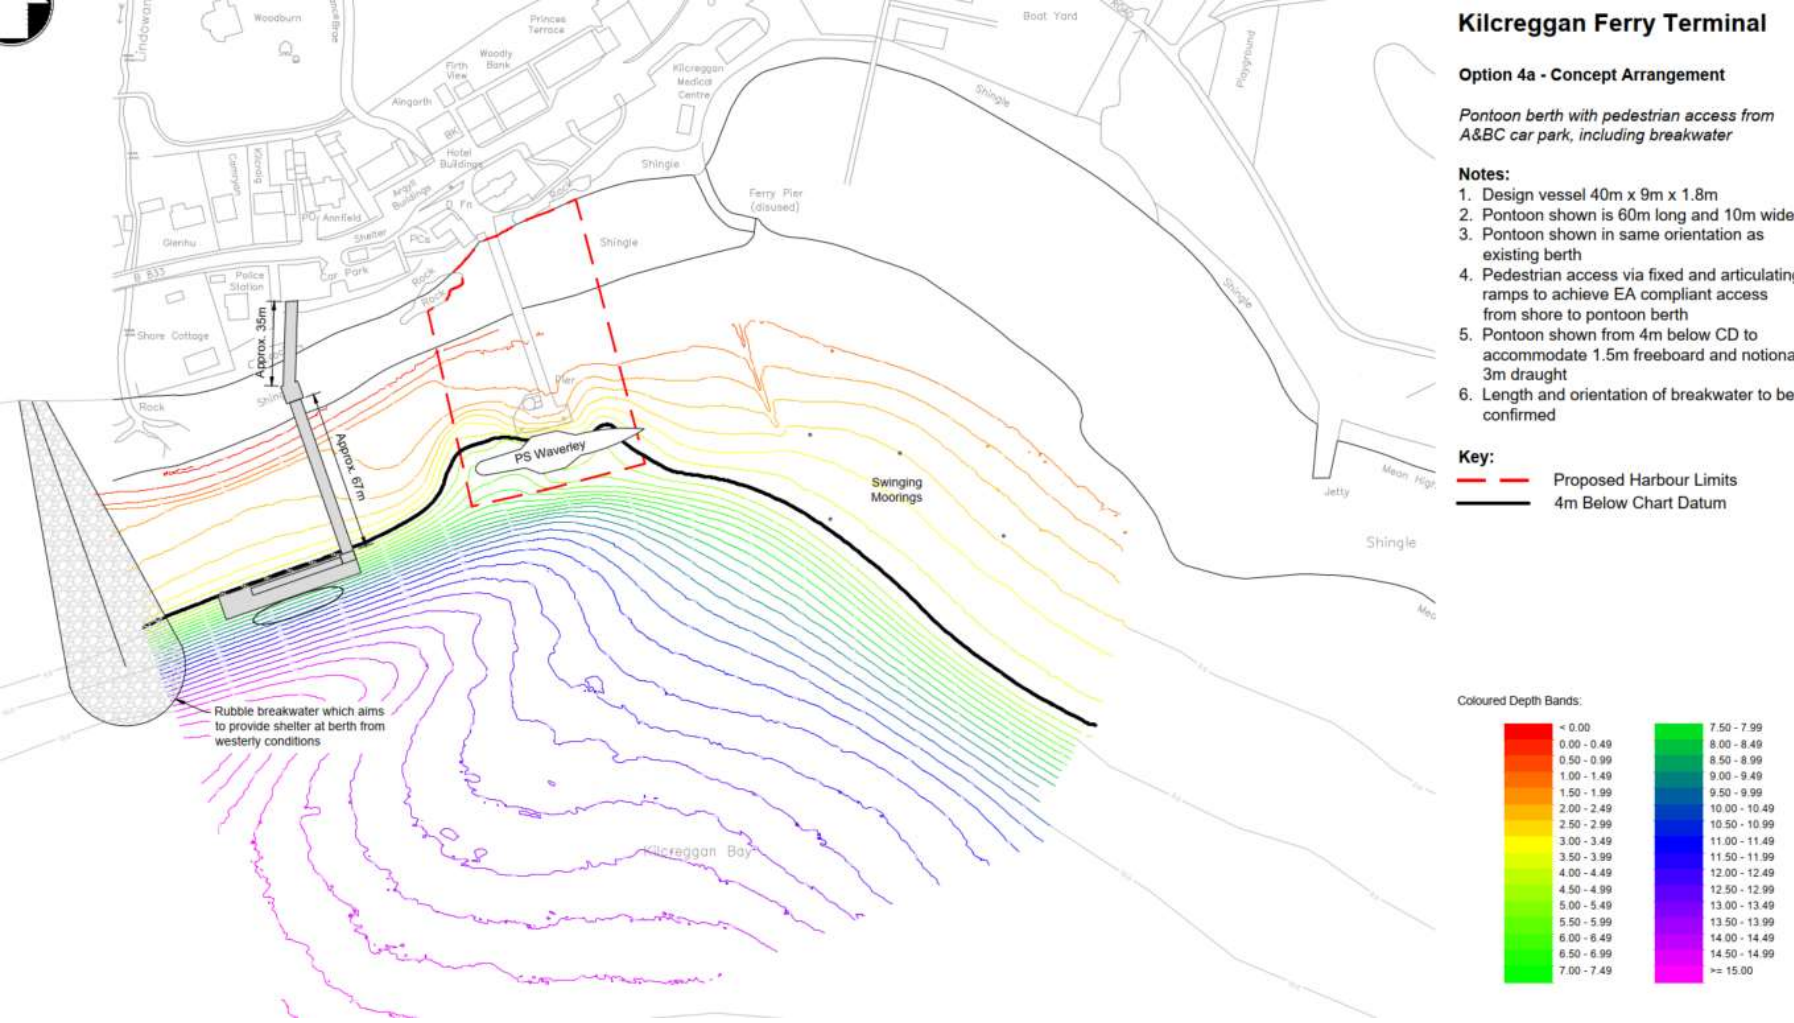 Kilcreggan Ferry Terminal
Option 4a - Concept Arrangement
Pontoon berth with pedestrian access from
A&BC car park, including breakwater
Notes:
1. Design vessel 40m x 9m x 1.8m
2. Pontoon shown is 60m long and 10m wide
3. Pontoon shown in same orientation as
existing berth
4. Pedestrian access via fixed and articulating
ramps to achieve EA compliant access
from shore to pontoon berth
5. Pontoon shown from 4m below CD to
accommodate 1.5m freeboard and notiona
3m draught
6. Length and orientation of breakwater to be
confirmed
Key:
Proposed Harbour Limits
4m Below Chart Datum
Coloured Depth Bands:
< 0.00
0.00 - 0.49
0.50 - 0.99
1.00 - 1.49
1.50 - 1.99
2.00 - 2.49
2.50 - 2.99
3.00 - 3.49
3.50 - 3.99
4.00 - 4.49
4.50 - 4.99
5.00 - 5.49
5.50 - 5.99
6.00 - 6.49
6.50 - 6.99
7.00 - 7.49
7.50 - 7.99
8.00 - 8.49
8.50 - 8.99
9.00 - 9.49
9.50 - 9.99
10.00 - 10.49
10.50 - 10.99
11.00 - 11.49
11.50 - 11.99
12.00 - 12.49
12.50 - 12.99
13.00 - 13.49
13.50 - 13.99
14.00 - 14.49
14.50 - 14.99
>= 15.00
Woodburn
Lindowan
Princes
Terrace
Woodly
Bank
Firth
View
Aingarth
Kilcreggan
Medical
Centre
Boat Yard
Playground
Shingle
BK
Hotel
Buildings
Argyll
Buildings
Shingle
Rock
Ferry Pier
(disused)
Camryan
Kilcraig
PO
Annfield
D Fn
Shelter
PCs
Glenhu
B 833
Car Park
Police
Station
Rock
Rock
Shingle
Shingle
Shore Cottage
Approx. 35m
Rock
Approx. 67m
Pier
PS Waverley
Swinging
Moorings
Jetty
Mean High
Shingle
Rubble breakwater which aims
to provide shelter at berth from
westerly conditions
Kilcreggan Bay